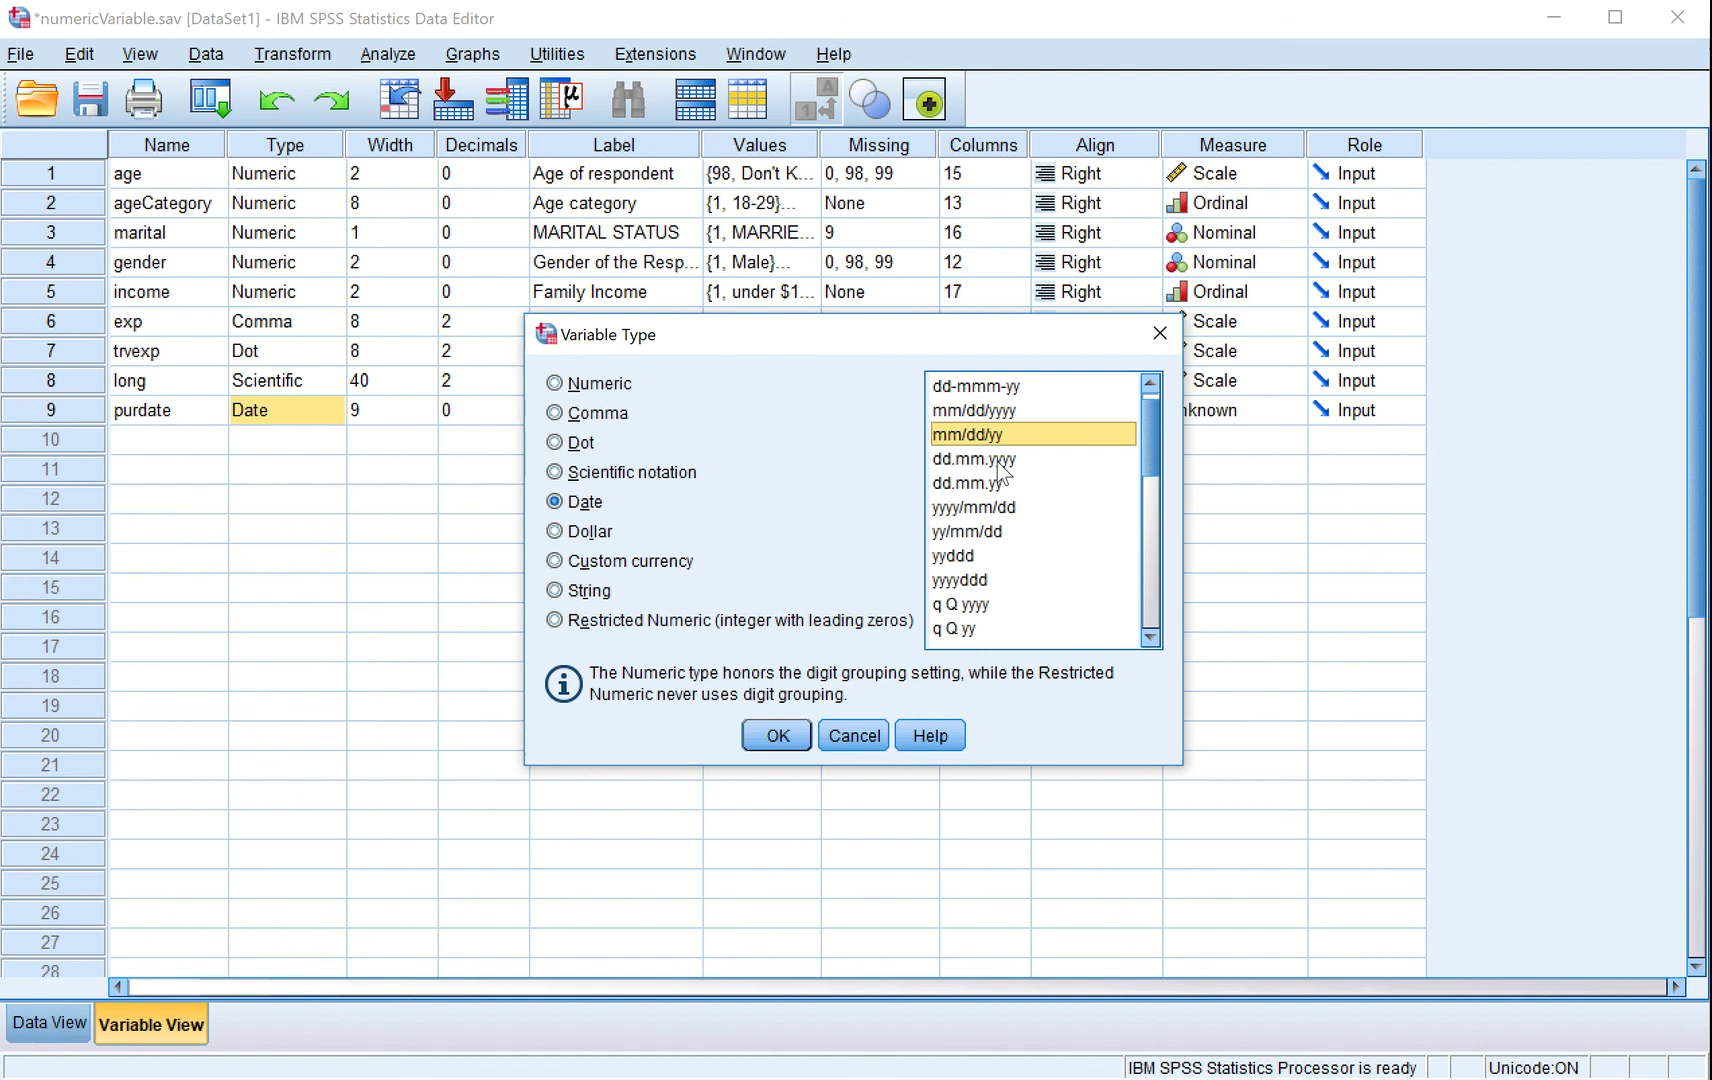 *numericVariable.sav [DataSet1] - IBM SPSS Statistics Data Editor
File Edit View Data Transform Analyze Graphs Utilities Extensions Window Help
Name Type Width Decimals Label Values Missing Columns Align Measure Role
1 age Numeric 2 0 Age of respondent {98, Don't K... 0, 98, 99 15 Right Scale Input
2 ageCategory Numeric 8 0 Age category {1, 18-29}... None 13 Right Ordinal Input
3 marital Numeric 1 0 MARITAL STATUS {1, MARRIE... 9 16 Right Nominal Input
4 gender Numeric 2 0 Gender of the Resp... {1, Male}... 0, 98, 99 12 Right Nominal Input
5 income Numeric 2 0 Family Income {1, under $1... None 17 Right Ordinal Input
6 exp Comma 8 2 Scale Input
7 trvexp Dot 8 2 Scale Input
8 long Scientific 40 2 Scale Input
9 purdate Date 9 0 known Input
10
11
12
13
14
15
16
17
18
19
20
21
22
23
24
25
26
27
28
Variable Type
Numeric
Comma
Dot
Scientific notation
Date
Dollar
Custom currency
String
Restricted Numeric (integer with leading zeros)
dd-mmm-yy
mm/dd/yyyy
mm/dd/yy
dd.mm.yyyy
dd.mm.yy
yyyy/mm/dd
yy/mm/dd
yyddd
yyyyddd
q Q yyyy
q Q yy
The Numeric type honors the digit grouping setting, while the Restricted
Numeric never uses digit grouping.
OK Cancel Help
Data View Variable View
IBM SPSS Statistics Processor is ready Unicode:ON